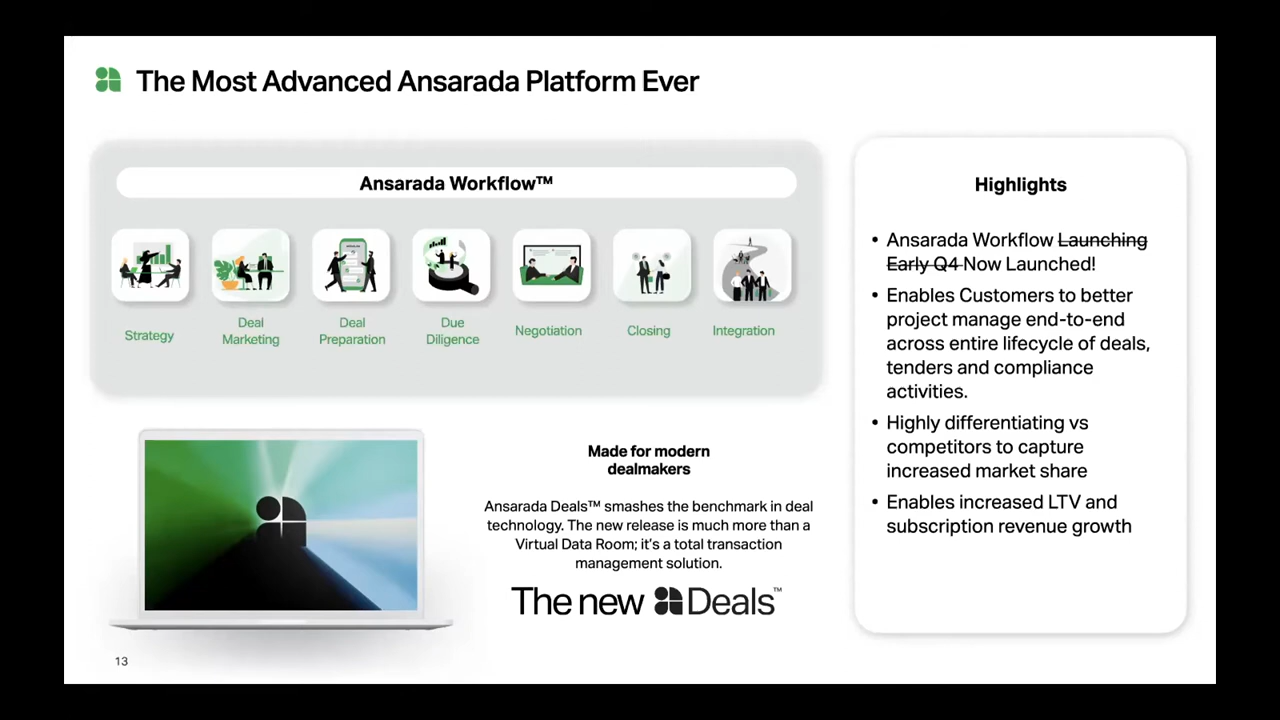 The Most Advanced Ansarada Platform Ever
Ansarada Workflow™
Strategy
Deal
Marketing
Deal
Preparation
Due
Diligence
Negotiation
Closing
Integration
Made for modern
dealmakers
Ansarada Deals™ smashes the benchmark in deal
technology. The new release is much more than a
Virtual Data Room; it’s a total transaction
management solution.
The new Deals™
Highlights
• Ansarada Workflow Launching
Early Q4 Now Launched!
• Enables Customers to better
project manage end-to-end
across entire lifecycle of deals,
tenders and compliance
activities.
• Highly differentiating vs
competitors to capture
increased market share
• Enables increased LTV and
subscription revenue growth
13